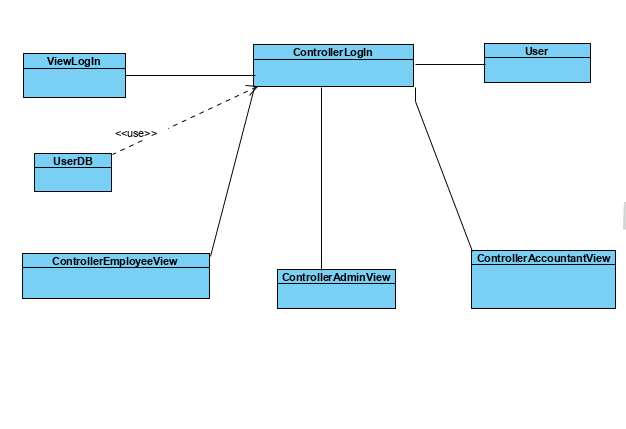 ViewLogIn
ControllerLogIn
User
<<use>>
UserDB
ControllerEmployeeView
ControllerAdminView
ControllerAccountantView